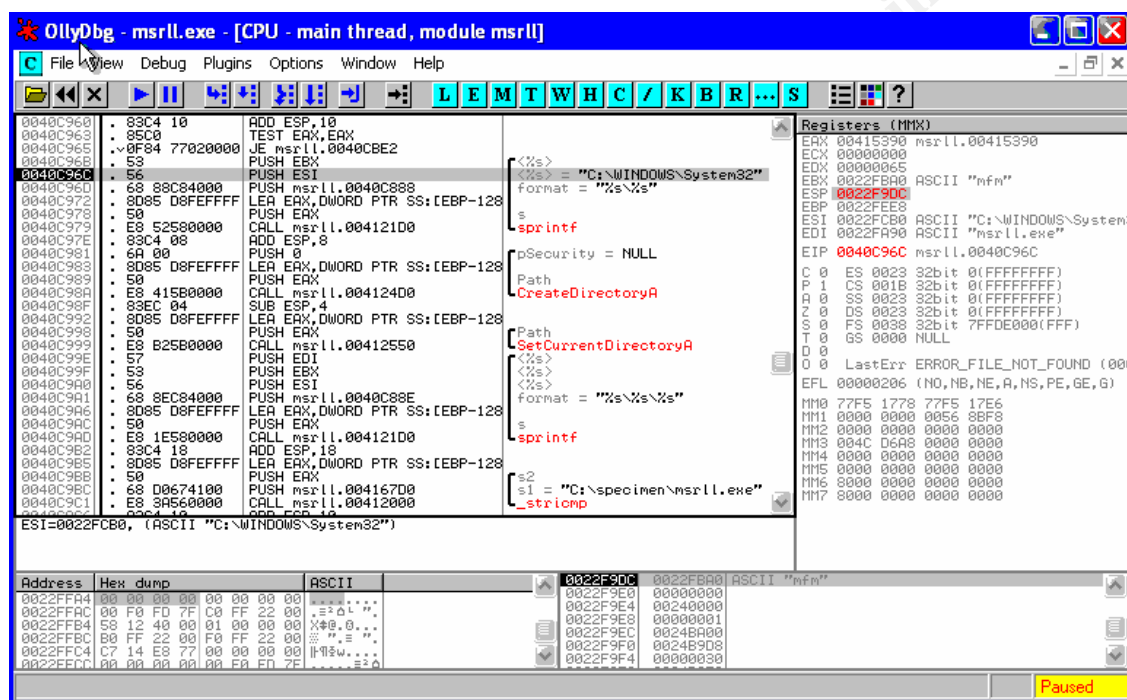 OllyDbg - msrll.exe - [CPU - main thread, module msrll]
C File View Debug Plugins Options Window Help
L E M T W H C / K B R ... S ?
0040C960 . 83C4 10 ADD ESP,10
0040C963 . 85C0 TEST EAX,EAX
0040C965 .v0F84 77020000 JE msrll.0040CBE2
0040C96B . 53 PUSH EBX <%s>
0040C96C . 56 PUSH ESI <%s> = "C:\WINDOWS\System32"
0040C96D . 68 88C84000 PUSH msrll.0040C888 format = "%s\%s"
0040C972 . 8D85 D8FEFFFF LEA EAX,DWORD PTR SS:[EBP-128
0040C978 . 50 PUSH EAX s
0040C979 . E8 52580000 CALL msrll.004121D0 sprintf
0040C97E . 83C4 08 ADD ESP,8
0040C981 . 6A 00 PUSH 0 pSecurity = NULL
0040C983 . 8D85 D8FEFFFF LEA EAX,DWORD PTR SS:[EBP-128
0040C989 . 50 PUSH EAX Path
0040C98A . E8 415B0000 CALL msrll.004124D0 CreateDirectoryA
0040C98F . 83EC 04 SUB ESP,4
0040C992 . 8D85 D8FEFFFF LEA EAX,DWORD PTR SS:[EBP-128
0040C998 . 50 PUSH EAX Path
0040C999 . E8 B25B0000 CALL msrll.00412550 SetCurrentDirectoryA
0040C99E . 57 PUSH EDI <%s>
0040C99F . 53 PUSH EBX <%s>
0040C9A0 . 56 PUSH ESI <%s>
0040C9A1 . 68 8EC84000 PUSH msrll.0040C88E format = "%s\%s\%s"
0040C9A6 . 8D85 D8FEFFFF LEA EAX,DWORD PTR SS:[EBP-128
0040C9AC . 50 PUSH EAX s
0040C9AD . E8 1E580000 CALL msrll.004121D0 sprintf
0040C9B2 . 83C4 18 ADD ESP,18
0040C9B5 . 8D85 D8FEFFFF LEA EAX,DWORD PTR SS:[EBP-128
0040C9BB . 50 PUSH EAX s2
0040C9BC . 68 D0674100 PUSH msrll.004167D0 s1 = "C:\specimen\msrll.exe"
0040C9C1 . E8 3A560000 CALL msrll.00412000 _stricmp
ESI=0022FCB0, (ASCII "C:\WINDOWS\System32")
Registers (MMX)
EAX 00415390 msrll.00415390
ECX 00000000
EDX 00000065
EBX 0022FBA0 ASCII "mfm"
ESP 0022F9DC
EBP 0022FEE8
ESI 0022FCB0 ASCII "C:\WINDOWS\System
EDI 0022FA90 ASCII "msrll.exe"
EIP 0040C96C msrll.0040C96C
C 0 ES 0023 32bit 0(FFFFFFFF)
P 1 CS 001B 32bit 0(FFFFFFFF)
A 0 SS 0023 32bit 0(FFFFFFFF)
Z 0 DS 0023 32bit 0(FFFFFFFF)
S 0 FS 0038 32bit 7FFDE000(FFF)
T 0 GS 0000 NULL
D 0
O 0 LastErr ERROR_FILE_NOT_FOUND (000
EFL 00000206 (NO,NB,NE,A,NS,PE,GE,G)
MM0 77F5 1778 77F5 17E6
MM1 0000 0000 0056 8BF8
MM2 0000 0000 0000 0000
MM3 004C D6A8 0000 0000
MM4 0000 0000 0000 0000
MM5 0000 0000 0000 0000
MM6 8000 0000 0000 0000
MM7 8000 0000 0000 0000
Address Hex dump ASCII
0022FFA4 00 00 00 00 00 00 00 00 ........
0022FFAC 00 F0 FD 7F C0 FF 22 00
0022FFB4 58 12 40 00 01 00 00 00
0022FFBC B0 FF 22 00 F0 FF 22 00
0022FFC4 C7 14 E8 77 00 00 00 00
0022FFCC 00 00 00 00 00 F0 FD 7F
0022F9DC 0022FBA0 ASCII "mfm"
0022F9E0 00000000
0022F9E4 00240000
0022F9E8 00000001
0022F9EC 0024BA00
0022F9F0 0024B9D8
0022F9F4 00000030
Paused